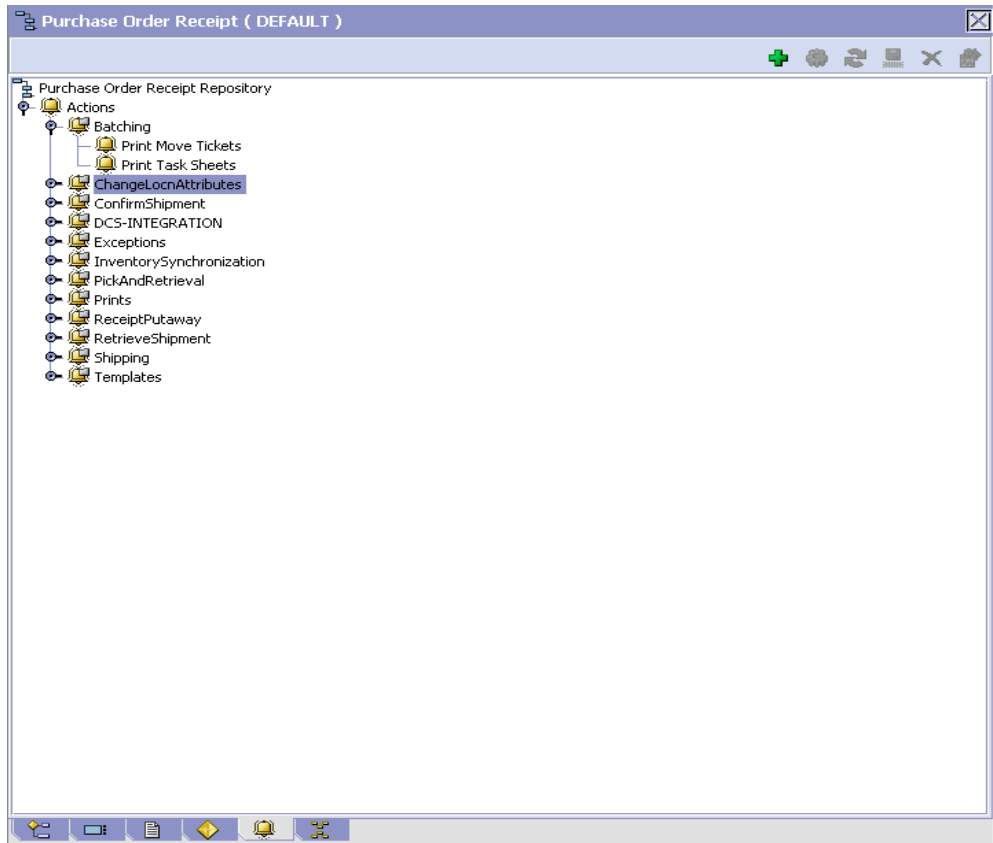 Purchase Order Receipt ( DEFAULT )
Purchase Order Receipt Repository
Actions
Batching
Print Move Tickets
Print Task Sheets
ChangeLocnAttributes
ConfirmShipment
DCS-INTEGRATION
Exceptions
InventorySynchronization
PickAndRetrieval
Prints
ReceiptPutaway
RetrieveShipment
Shipping
Templates